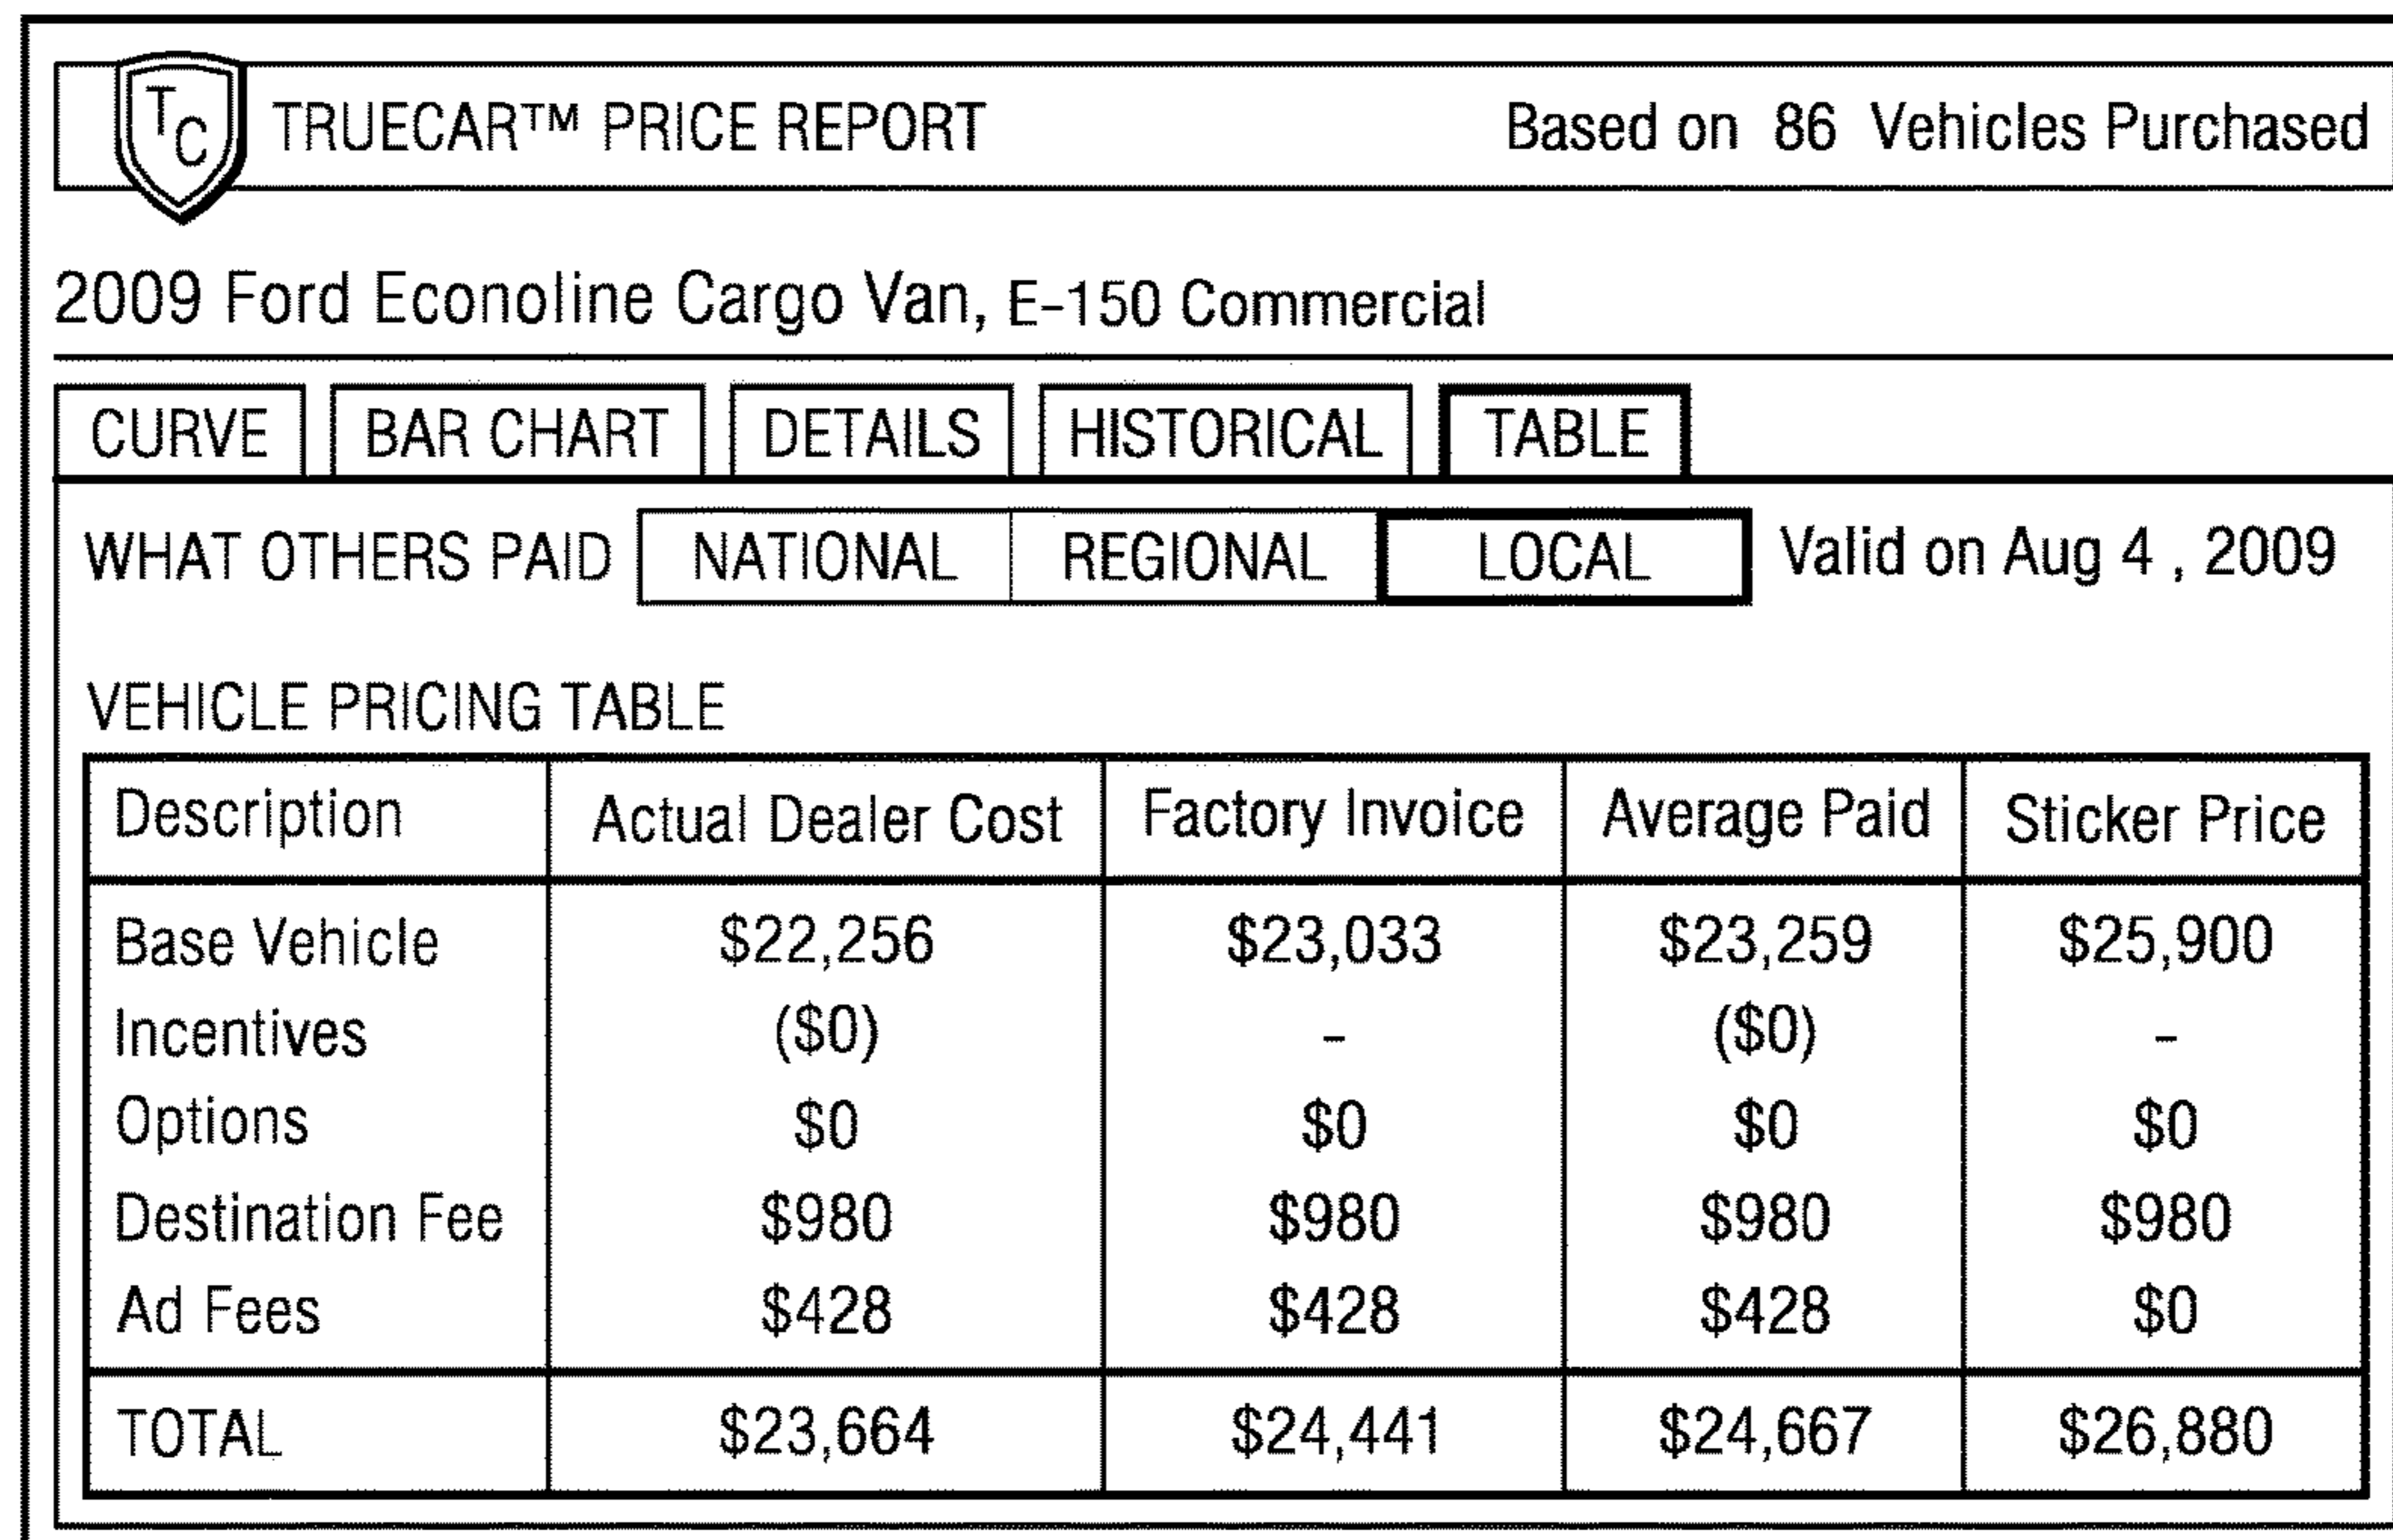 TC TRUECAR™ PRICE REPORT Based on 86 Vehicles Purchased
2009 Ford Econoline Cargo Van, E-150 Commercial
CURVE BAR CHART DETAILS HISTORICAL TABLE
WHAT OTHERS PAID NATIONAL REGIONAL LOCAL Valid on Aug 4 , 2009
VEHICLE PRICING TABLE
Description Actual Dealer Cost Factory Invoice Average Paid Sticker Price
Base Vehicle $22,256 $23,033 $23,259 $25,900
Incentives ($0) - ($0) -
Options $0 $0 $0 $0
Destination Fee $980 $980 $980 $980
Ad Fees $428 $428 $428 $0
TOTAL $23,664 $24,441 $24,667 $26,880